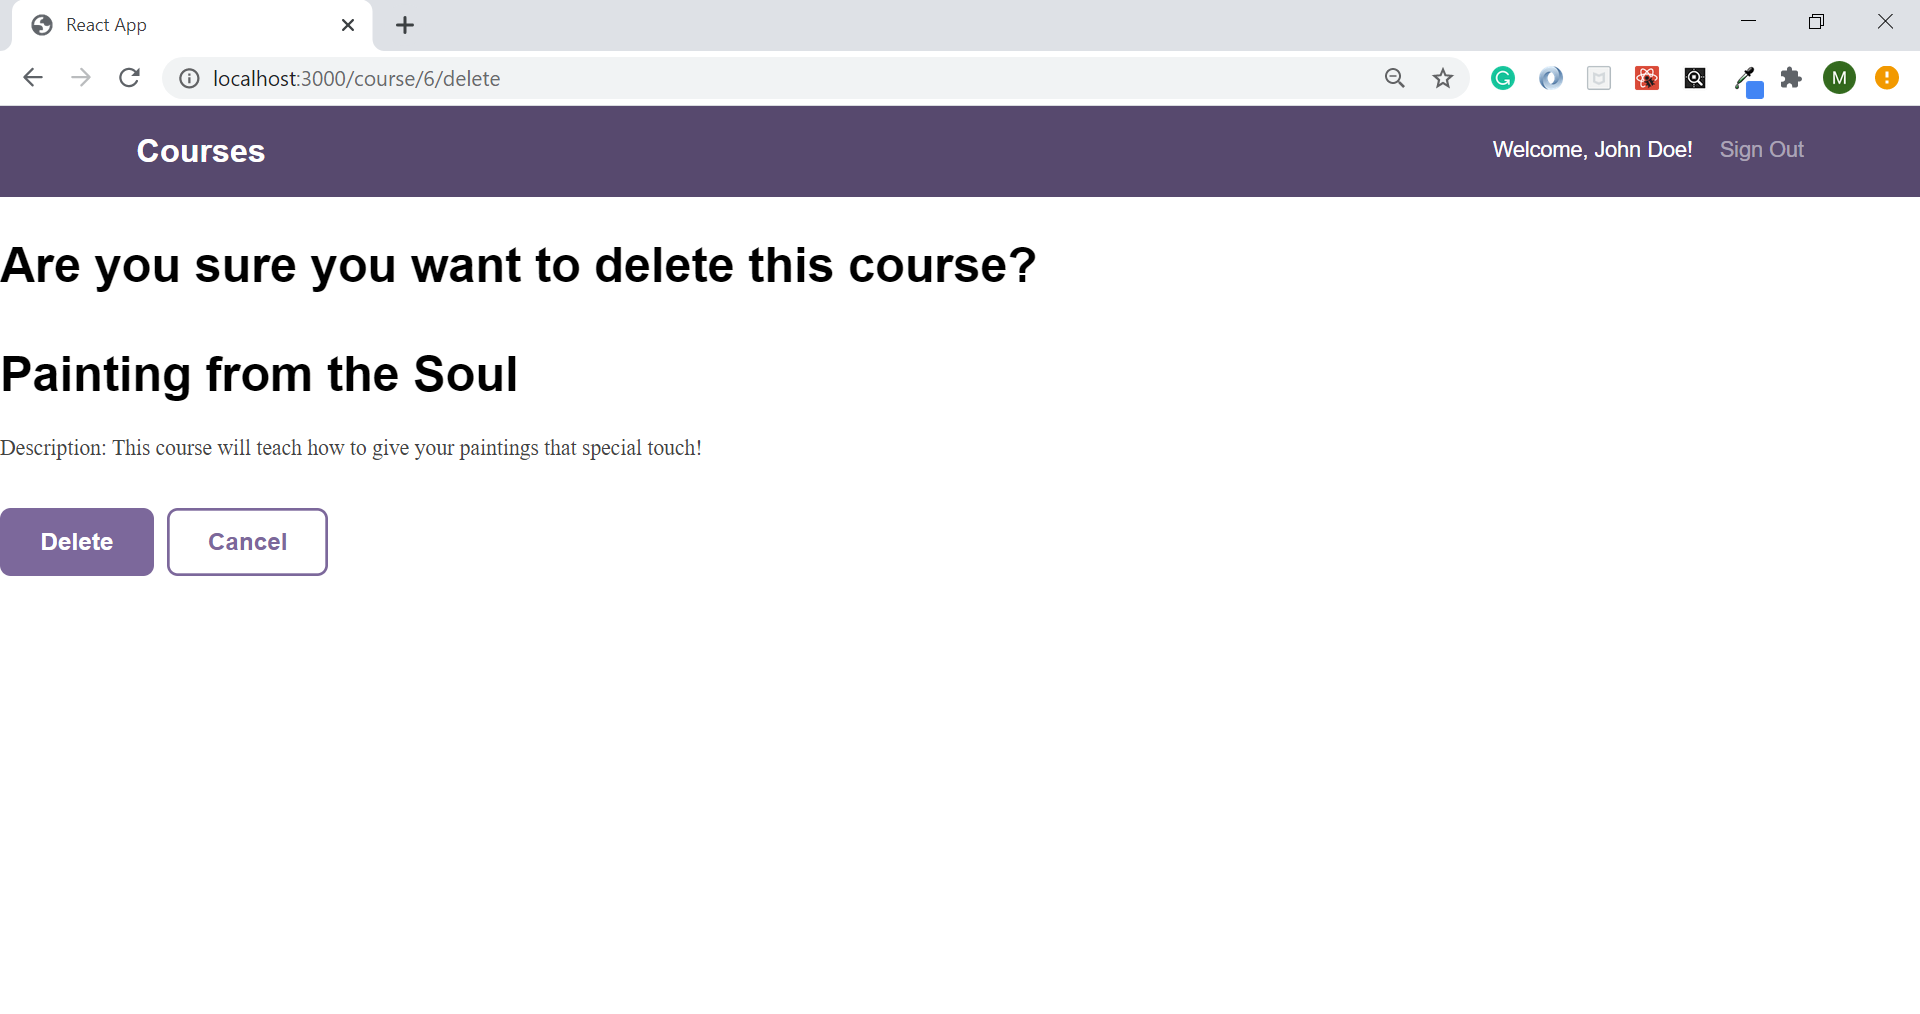 React App
localhost:3000/course/6/delete
M
Courses
Welcome, John Doe! Sign Out
Are you sure you want to delete this course?
Painting from the Soul
Description: This course will teach how to give your paintings that special touch!
Delete Cancel